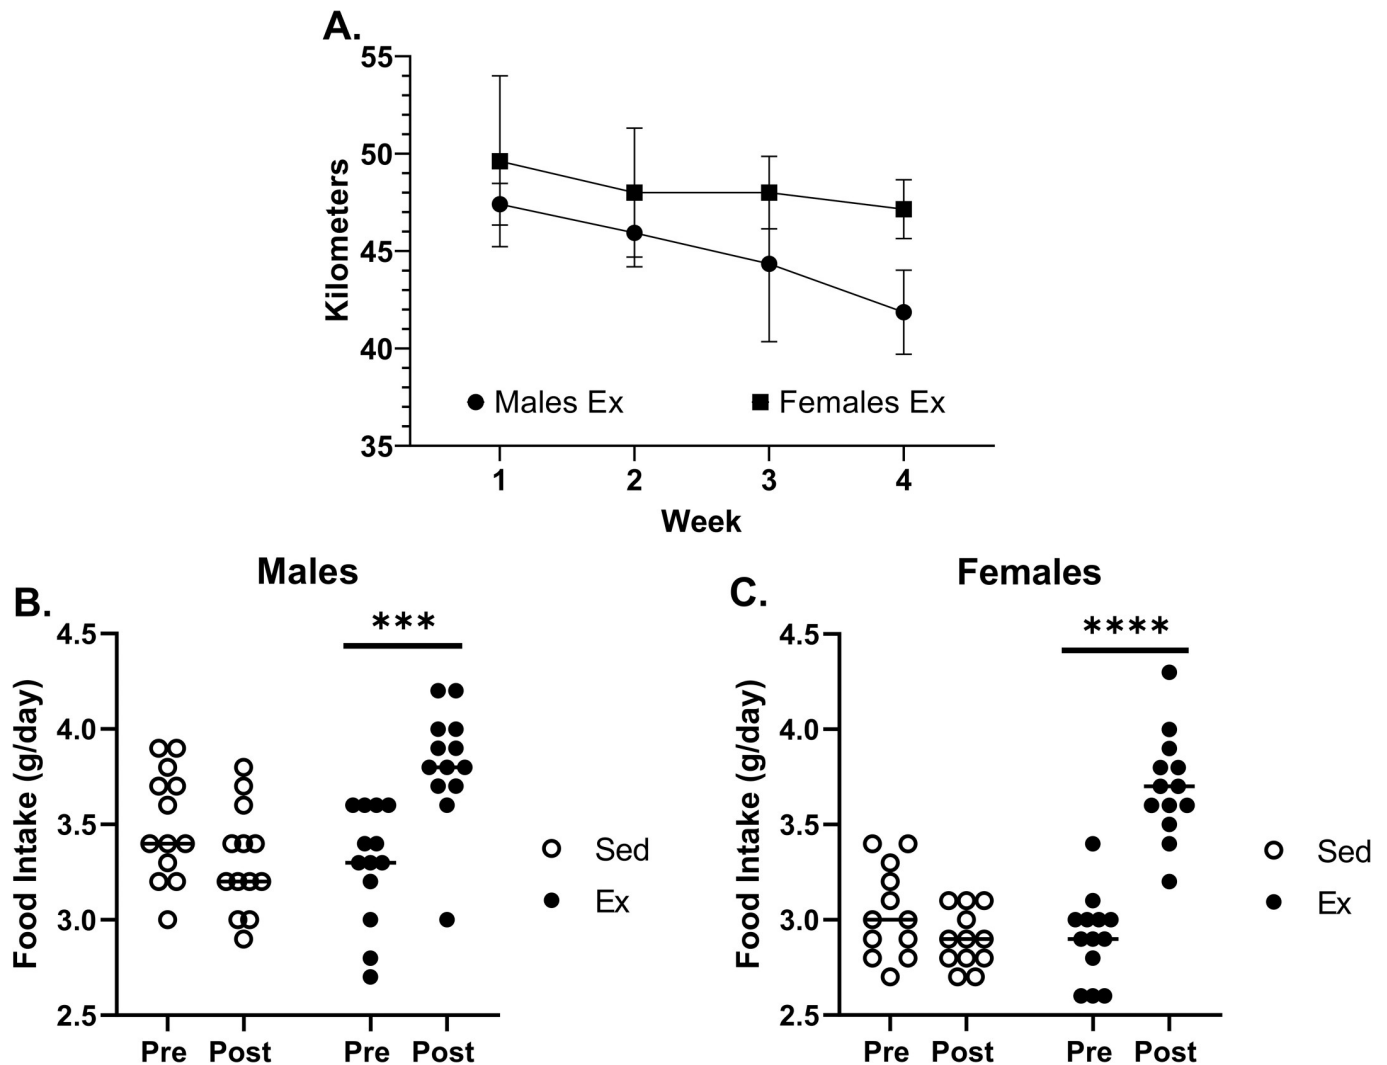 A.
55
50
45
40
35
Kilometers
Males Ex Females Ex
1 2 3 4
Week
Males
B.
***
4.5
4.0
3.5
3.0
2.5
Food Intake (g/day)
Pre Post Pre Post
Sed
Ex
Females
C.
****
4.5
4.0
3.5
3.0
2.5
Food Intake (g/day)
Pre Post Pre Post
Sed
Ex